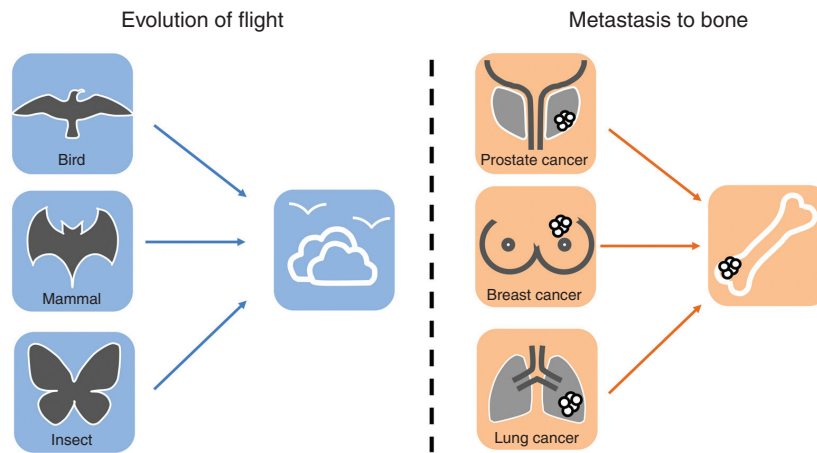 Evolution of flight
Bird
Mammal
Insect
Metastasis to bone
Prostate cancer
Breast cancer
Lung cancer